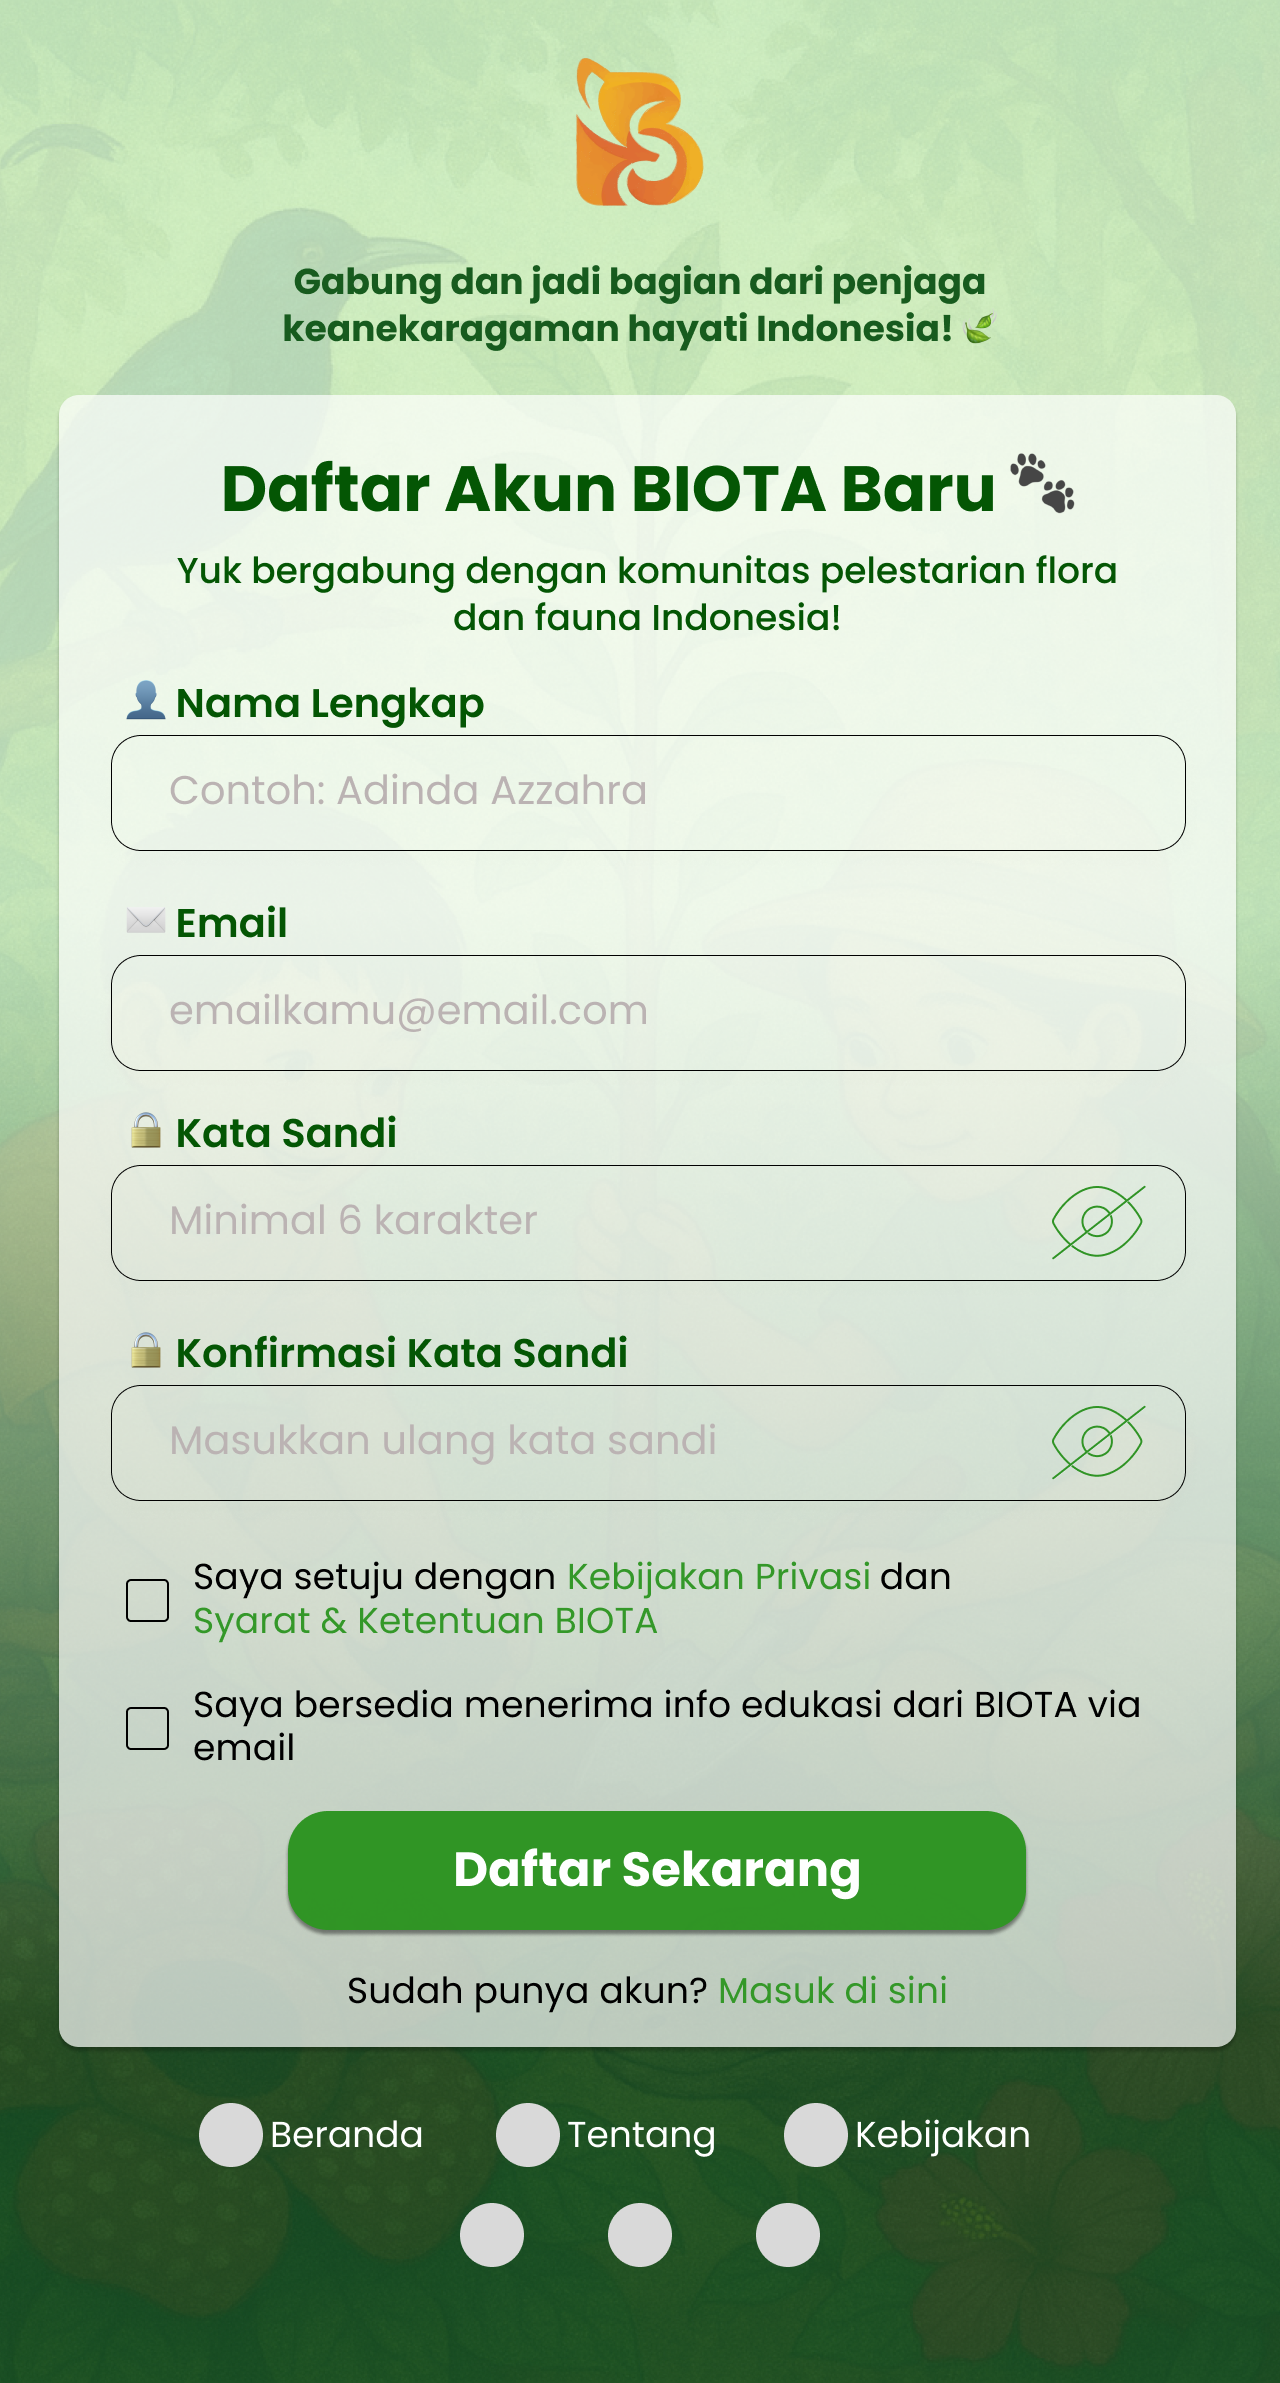 Gabung dan jadi bagian dari penjaga
keanekaragaman hayati Indonesia! 🌿
Daftar Akun BIOTA Baru 🐾
Yuk bergabung dengan komunitas pelestarian flora
dan fauna Indonesia!
👤 Nama Lengkap
Contoh: Adinda Azzahra
✉️ Email
emailkamu@email.com
🔒 Kata Sandi
Minimal 6 karakter
🔒 Konfirmasi Kata Sandi
Masukkan ulang kata sandi
Saya setuju dengan Kebijakan Privasi dan
Syarat & Ketentuan BIOTA
Saya bersedia menerima info edukasi dari BIOTA via
email
Daftar Sekarang
Sudah punya akun? Masuk di sini
Beranda Tentang Kebijakan